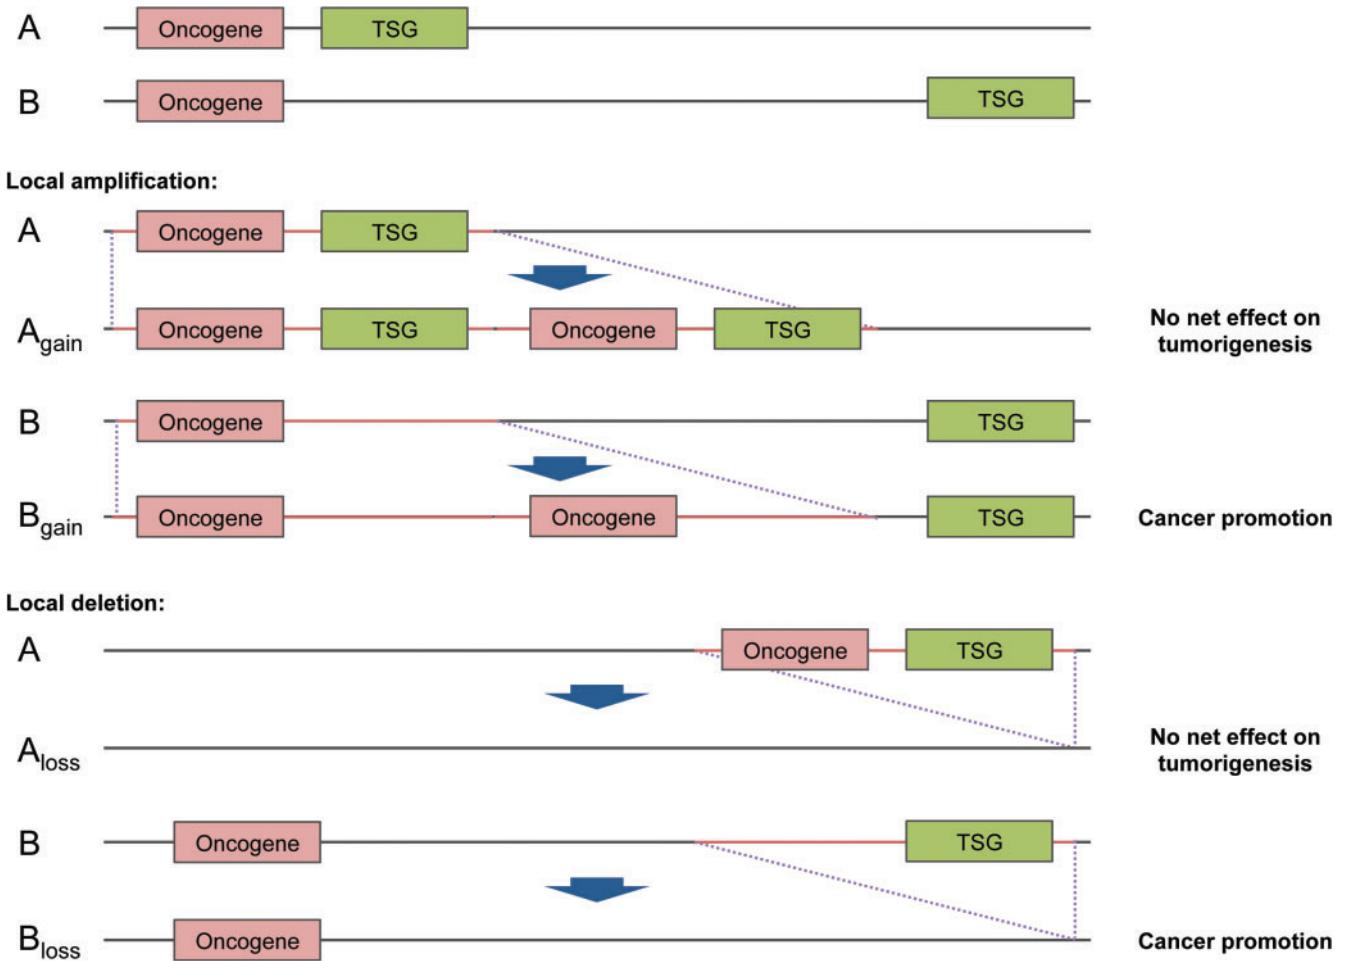 A Oncogene TSG
B Oncogene TSG
Local amplification:
A Oncogene TSG
Again Oncogene TSG Oncogene TSG No net effect on
tumorigenesis
B Oncogene TSG
Bgain Oncogene Oncogene TSG Cancer promotion
Local deletion:
A Oncogene TSG
Aloss No net effect on
tumorigenesis
B Oncogene TSG
Bloss Oncogene Cancer promotion